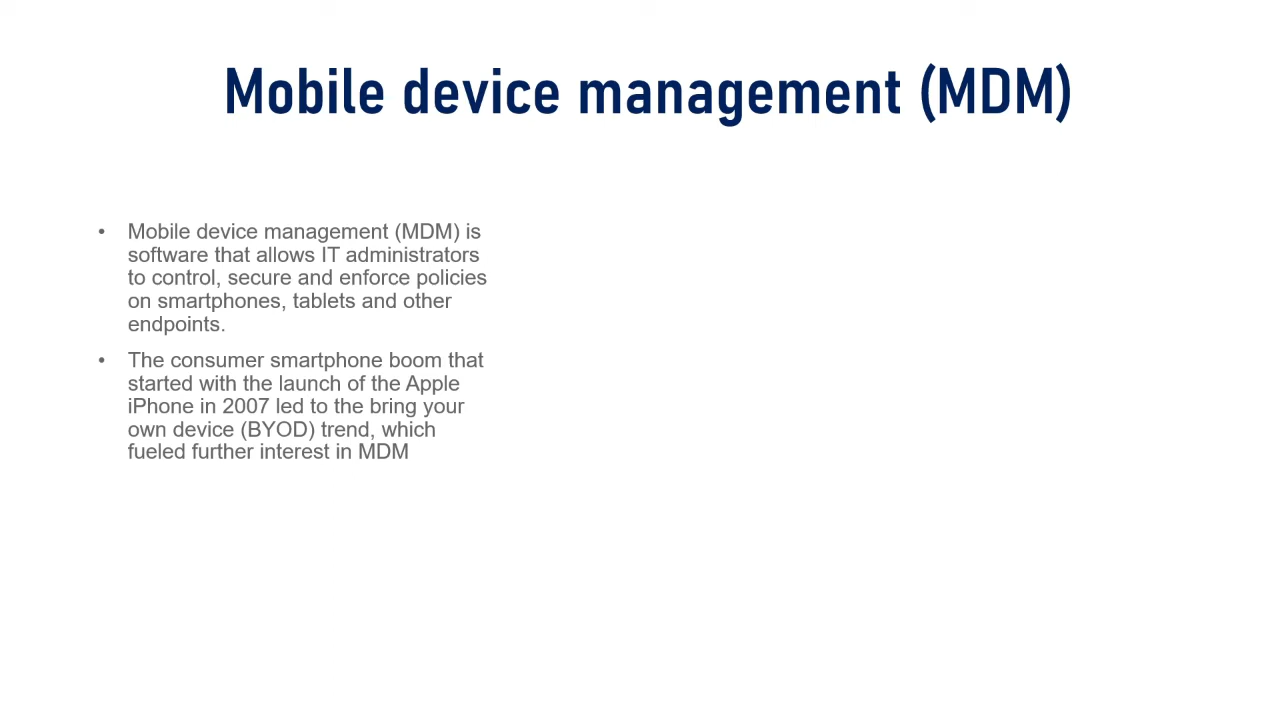 Mobile device management (MDM)
• Mobile device management (MDM) is
software that allows IT administrators
to control, secure and enforce policies
on smartphones, tablets and other
endpoints.
• The consumer smartphone boom that
started with the launch of the Apple
iPhone in 2007 led to the bring your
own device (BYOD) trend, which
fueled further interest in MDM